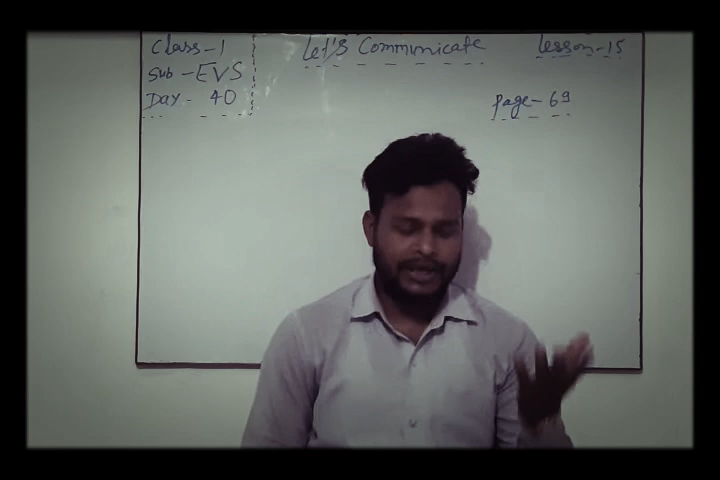 Class-1
Let's Communicate
Lesson-15
Sub-EVS
Day- 40
Page-69